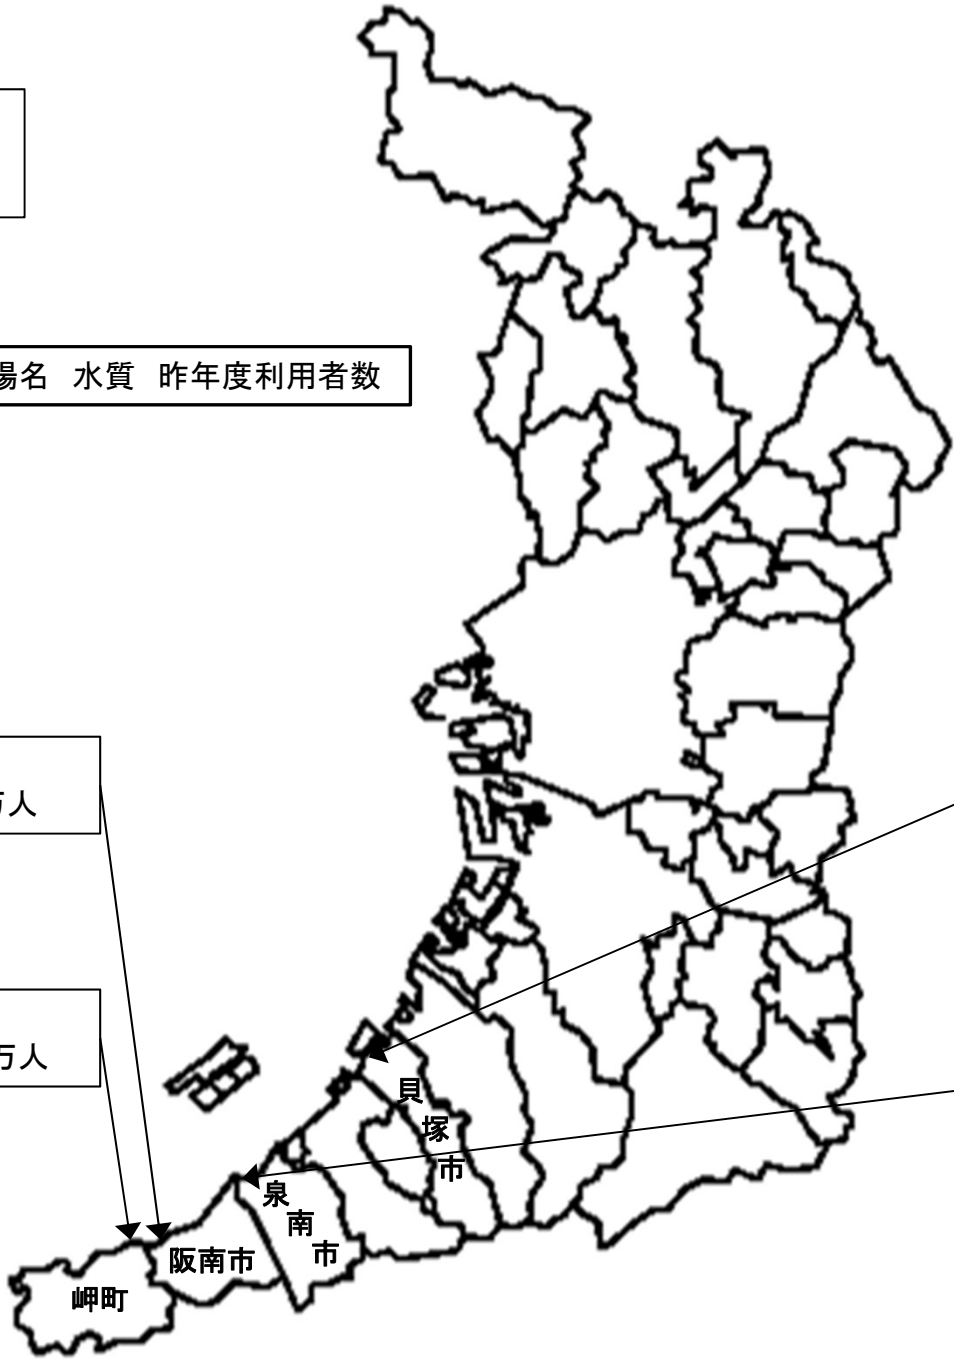 場名 水質 昨年度利用者数
万人
万人
貝塚市
泉南市
阪南市
岬町